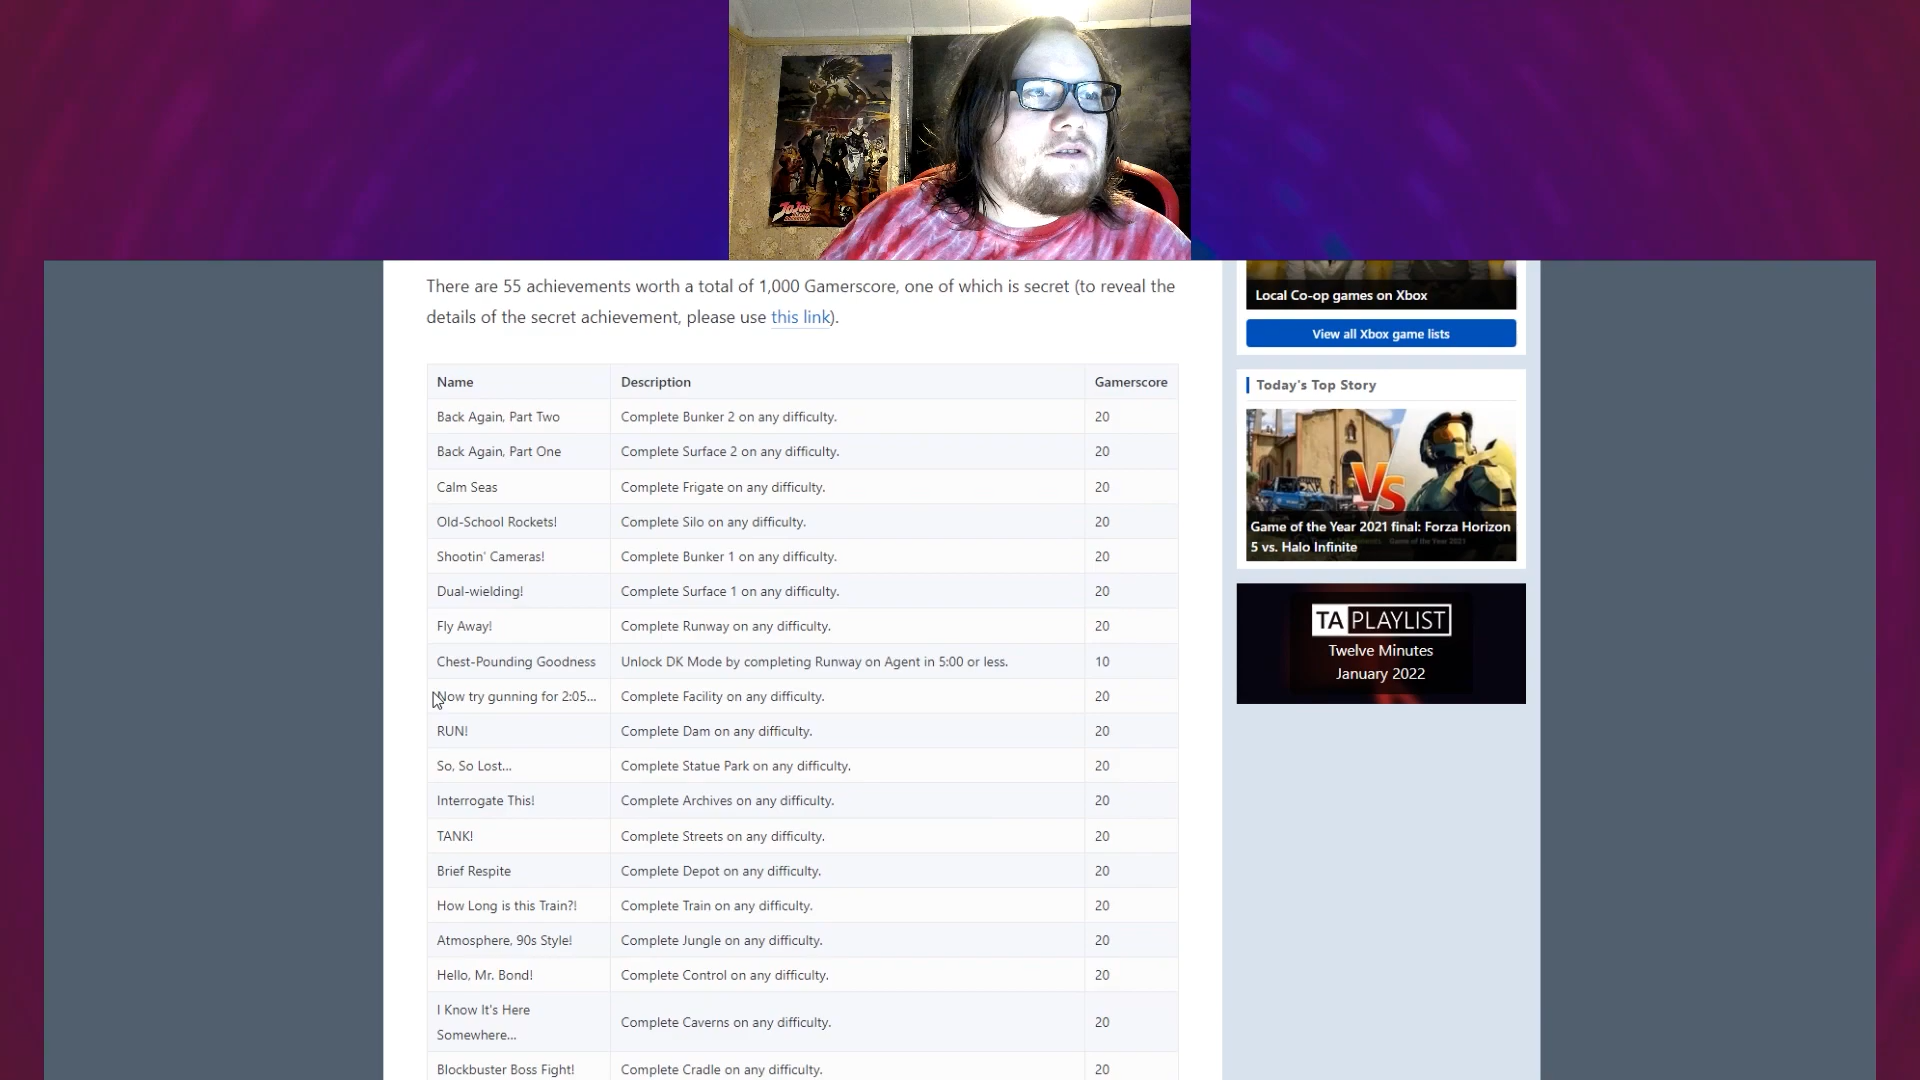 JoJo's
There are 55 achievements worth a total of 1,000 Gamerscore, one of which is secret (to reveal the
details of the secret achievement, please use this link).
Name Description Gamerscore
Back Again, Part Two Complete Bunker 2 on any difficulty. 20
Back Again, Part One Complete Surface 2 on any difficulty. 20
Calm Seas Complete Frigate on any difficulty. 20
Old-School Rockets! Complete Silo on any difficulty. 20
Shootin' Cameras! Complete Bunker 1 on any difficulty. 20
Dual-wielding! Complete Surface 1 on any difficulty. 20
Fly Away! Complete Runway on any difficulty. 20
Chest-Pounding Goodness Unlock DK Mode by completing Runway on Agent in 5:00 or less. 10
Now try gunning for 2:05... Complete Facility on any difficulty. 20
RUN! Complete Dam on any difficulty. 20
So, So Lost... Complete Statue Park on any difficulty. 20
Interrogate This! Complete Archives on any difficulty. 20
TANK! Complete Streets on any difficulty. 20
Brief Respite Complete Depot on any difficulty. 20
How Long is this Train?! Complete Train on any difficulty. 20
Atmosphere, 90s Style! Complete Jungle on any difficulty. 20
Hello, Mr. Bond! Complete Control on any difficulty. 20
I Know It's Here
Somewhere... Complete Caverns on any difficulty. 20
Blockbuster Boss Fight! Complete Cradle on any difficulty. 20
Local Co-op games on Xbox
View all Xbox game lists
Today's Top Story
VS
Game of the Year 2021 final: Forza Horizon
5 vs. Halo Infinite
TA PLAYLIST
Twelve Minutes
January 2022